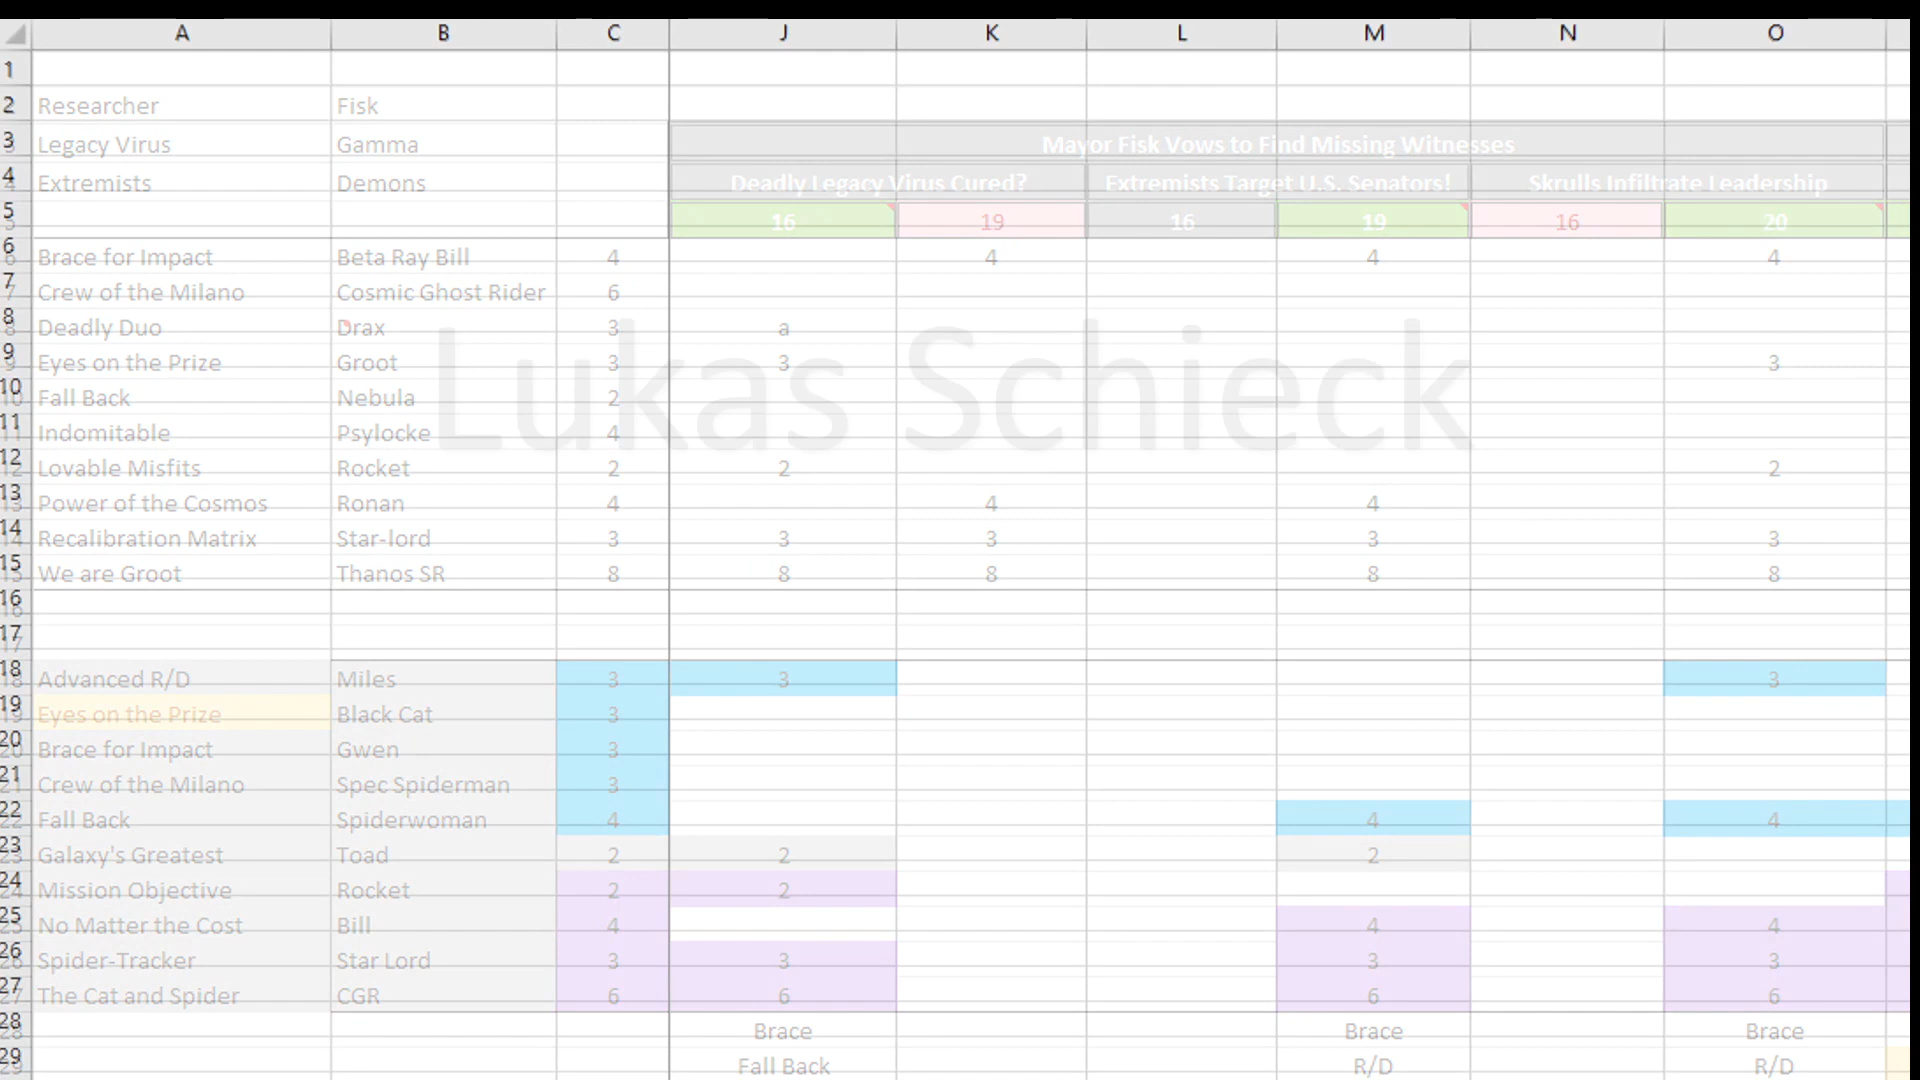 A B C J K L M N O
1
2 Researcher Fisk
3 Legacy Virus Gamma Mayor Fisk Vows to Find Missing Witnesses
4 Extremists Demons Deadly Legacy Virus Cured? Extremists Target U.S. Senators! Skrulls Infiltrate Leadership
5 16 19 16 19 16 20
6 Brace for Impact Beta Ray Bill 4 4 4 4
7 Crew of the Milano Cosmic Ghost Rider 6
8 Deadly Duo Drax 3 a
9 Eyes on the Prize Groot 3 3 3
Lukas Schieck
10 Fall Back Nebula 2
11 Indomitable Psylocke 4
12 Lovable Misfits Rocket 2 2 2
13 Power of the Cosmos Ronan 4 4 4
14 Recalibration Matrix Star-lord 3 3 3 3 3
15 We are Groot Thanos SR 8 8 8 8 8
16
17
18 Advanced R/D Miles 3 3 3
19 Eyes on the Prize Black Cat 3
20 Brace for Impact Gwen 3
21 Crew of the Milano Spec Spiderman 3
22 Fall Back Spiderwoman 4 4 4
23 Galaxy's Greatest Toad 2 2 2
24 Mission Objective Rocket 2 2
25 No Matter the Cost Bill 4 4 4
26 Spider-Tracker Star Lord 3 3 3 3
27 The Cat and Spider CGR 6 6 6 6
28 Brace Brace Brace
29 Fall Back R/D R/D